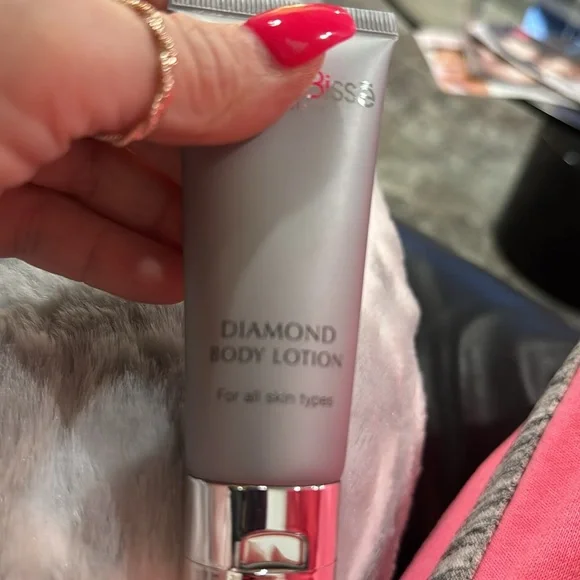 Bissé
DIAMOND
BODY LOTION
For all skin types